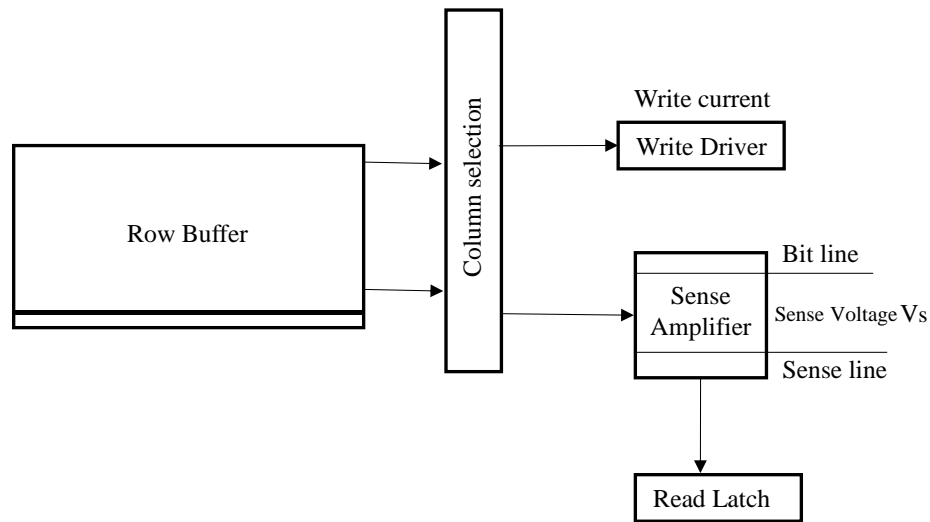 Row Buffer
Column selection
Write current
Write Driver
Bit line
Sense
Amplifier
Sense Voltage Vs
Sense line
Read Latch